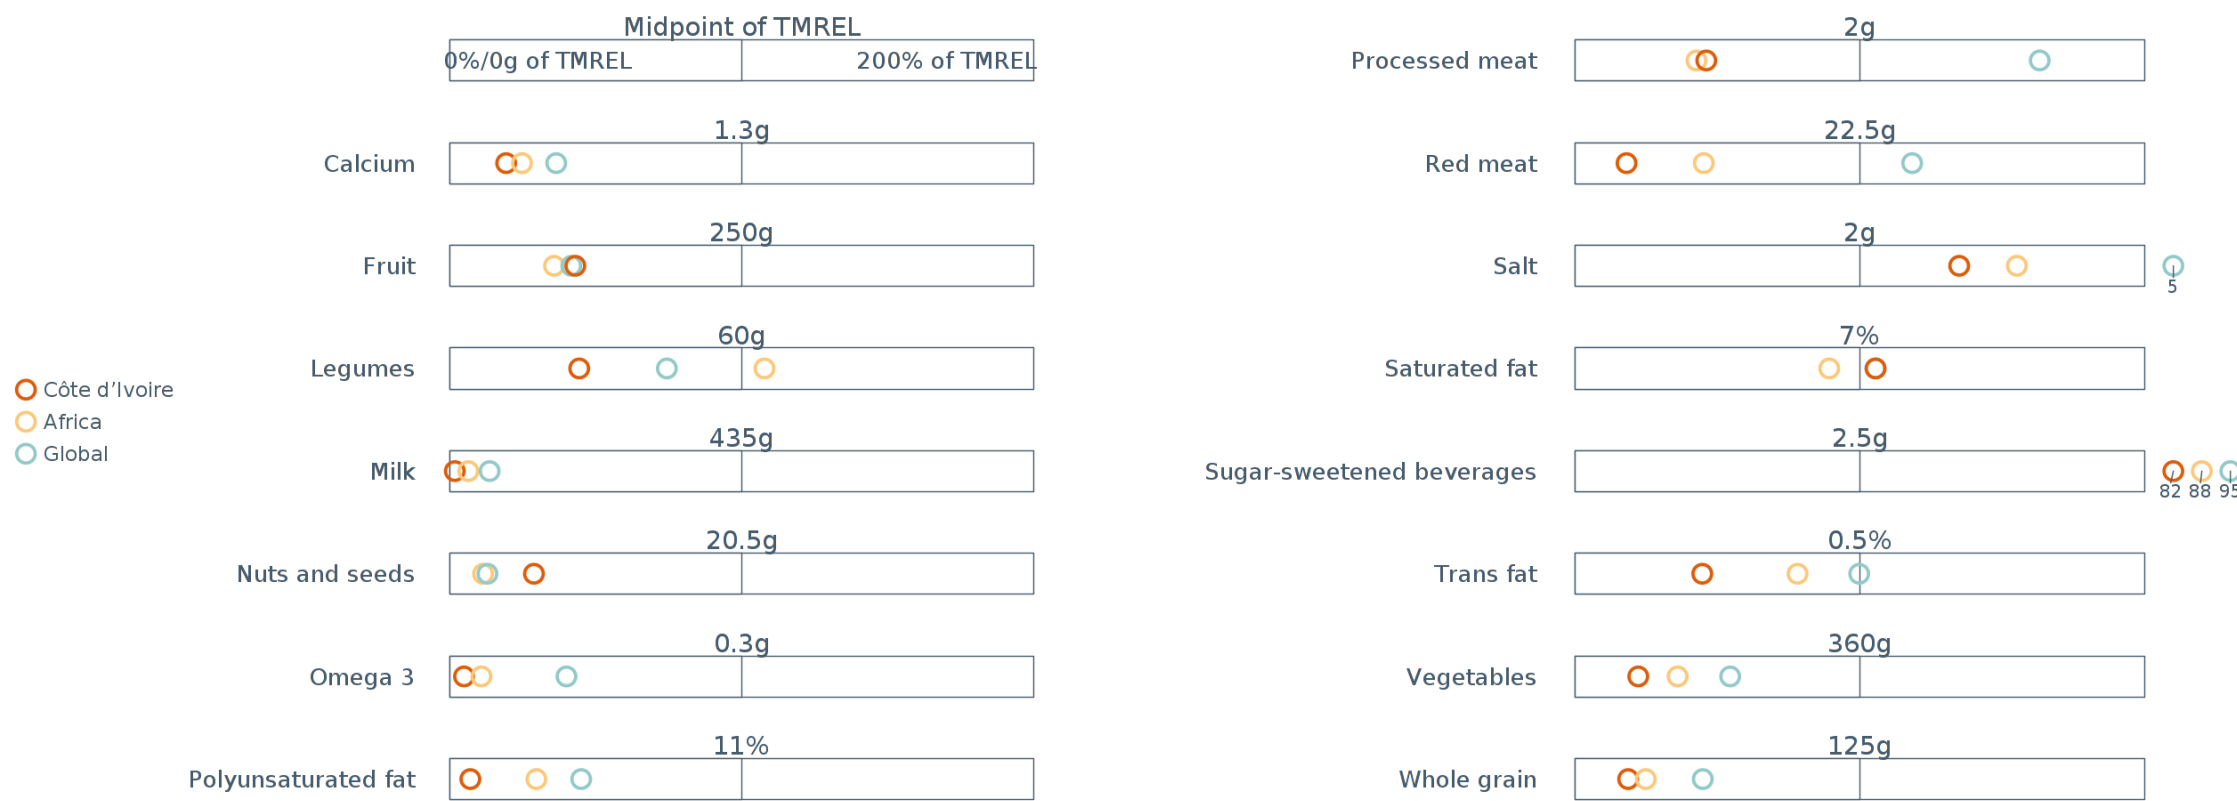 Midpoint of TMREL
0%/0g of TMREL 200% of TMREL
1.3g
Calcium
250g
Fruit
60g
Legumes
435g
Milk
20.5g
Nuts and seeds
0.3g
Omega 3
11%
Polyunsaturated fat
Côte d’Ivoire
Africa
Global
2g
Processed meat
22.5g
Red meat
2g
Salt
5
7%
Saturated fat
2.5g
Sugar-sweetened beverages
82 88 95
0.5%
Trans fat
360g
Vegetables
125g
Whole grain